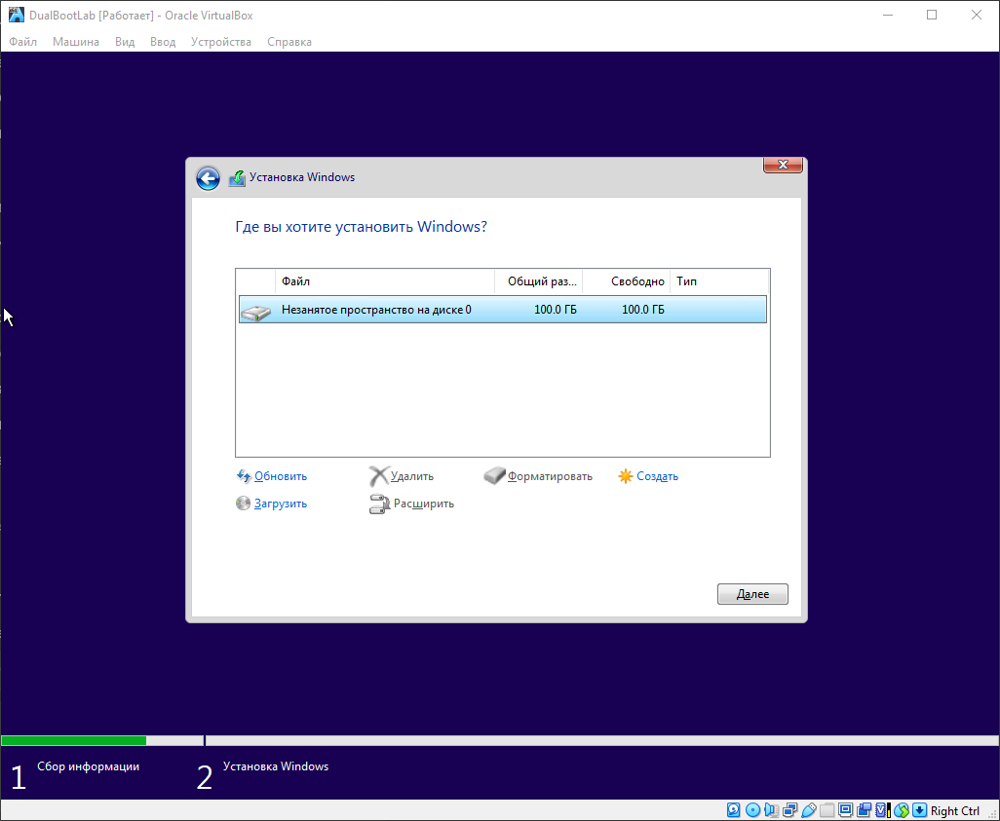 DualBootLab [Работает] - Oracle VirtualBox
Файл Машина Вид Ввод Устройства Справка
Установка Windows
Где вы хотите установить Windows?
Файл Общий раз... Свободно Тип
Незанятое пространство на диске 0 100.0 ГБ 100.0 ГБ
Обновить Удалить Форматировать Создать
Загрузить Расширить
Далее
1 Сбор информации 2 Установка Windows
Right Ctrl